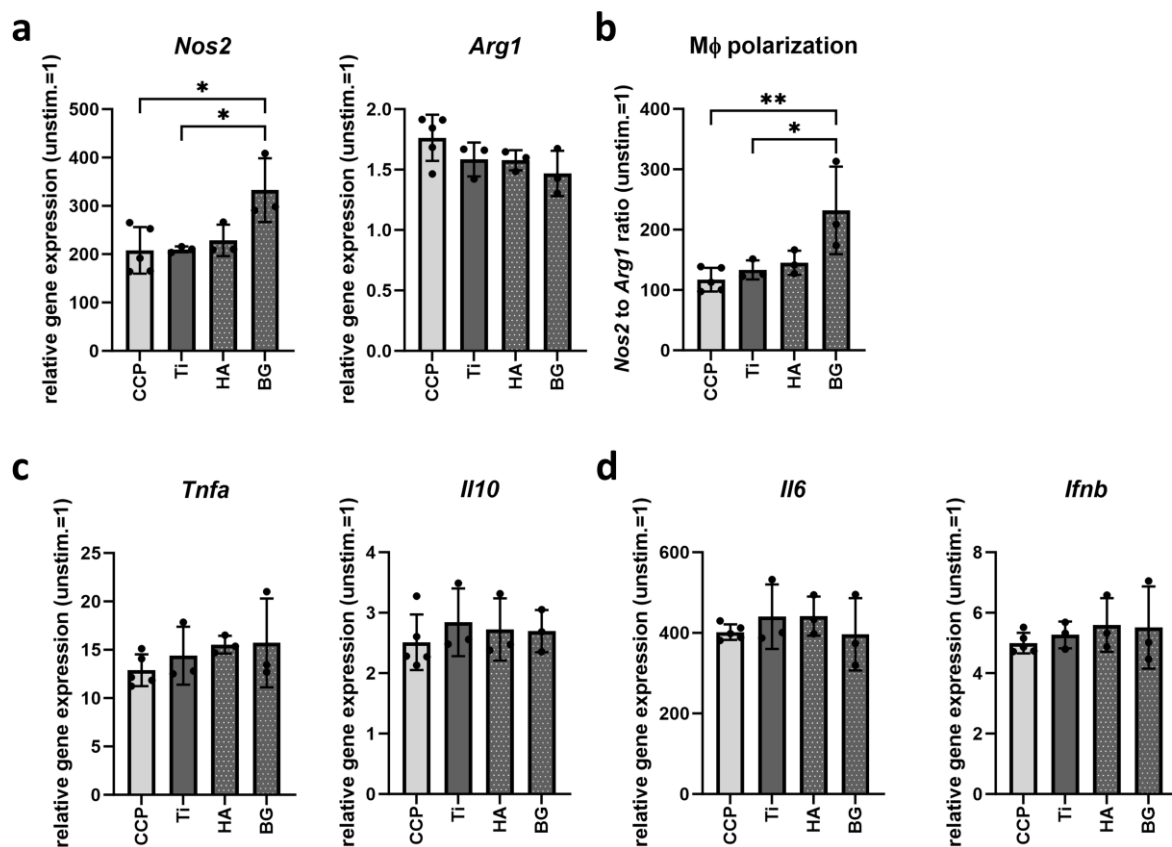 a
Nos2
relative gene expression (unstim.=1)
500
400
300
200
100
0
*
*
CCP
Ti
HA
BG
Arg1
relative gene expression (unstim.=1)
2.0
1.5
1.0
0.5
0.0
CCP
Ti
HA
BG
b
Mϕ polarization
Nos2 to Arg1 ratio (unstim.=1)
400
300
200
100
0
**
*
CCP
Ti
HA
BG
c
Tnfa
relative gene expression (unstim.=1)
25
20
15
10
5
0
CCP
Ti
HA
BG
Il10
relative gene expression (unstim.=1)
4
3
2
1
0
CCP
Ti
HA
BG
d
Il6
relative gene expression (unstim.=1)
600
400
200
0
CCP
Ti
HA
BG
Ifnb
relative gene expression (unstim.=1)
8
6
4
2
0
CCP
Ti
HA
BG